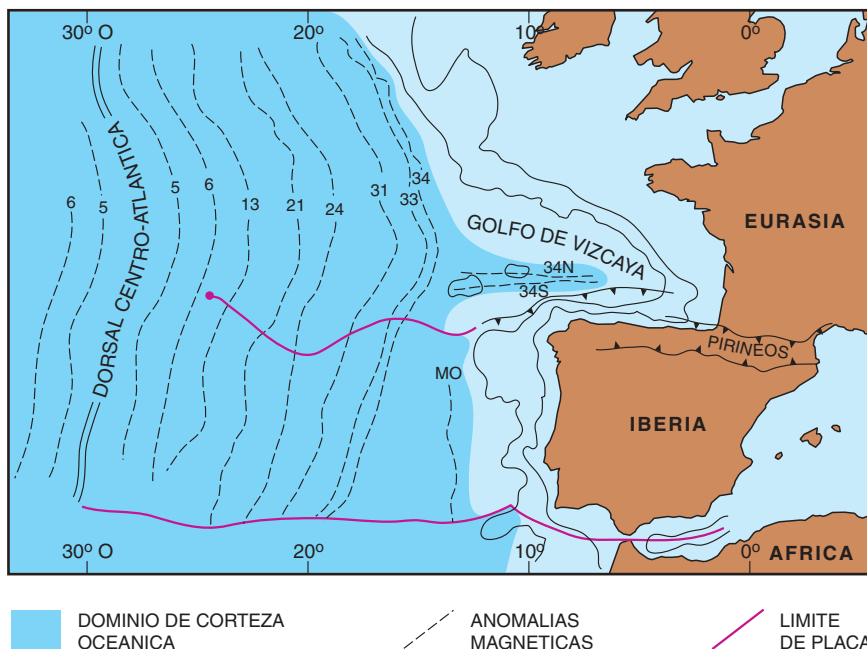 30º O
20º
10º
0º
DORSAL CENTRO-ATLANTICA
6
5
5
6
13
21
24
31
33
34
GOLFO DE VIZCAYA
34N
34S
EURASIA
PIRINEOS
MO
IBERIA
30º O
20º
10º
0º
AFRICA
DOMINIO DE CORTEZA
OCEANICA
ANOMALIAS
MAGNETICAS
LIMITE
DE PLACA